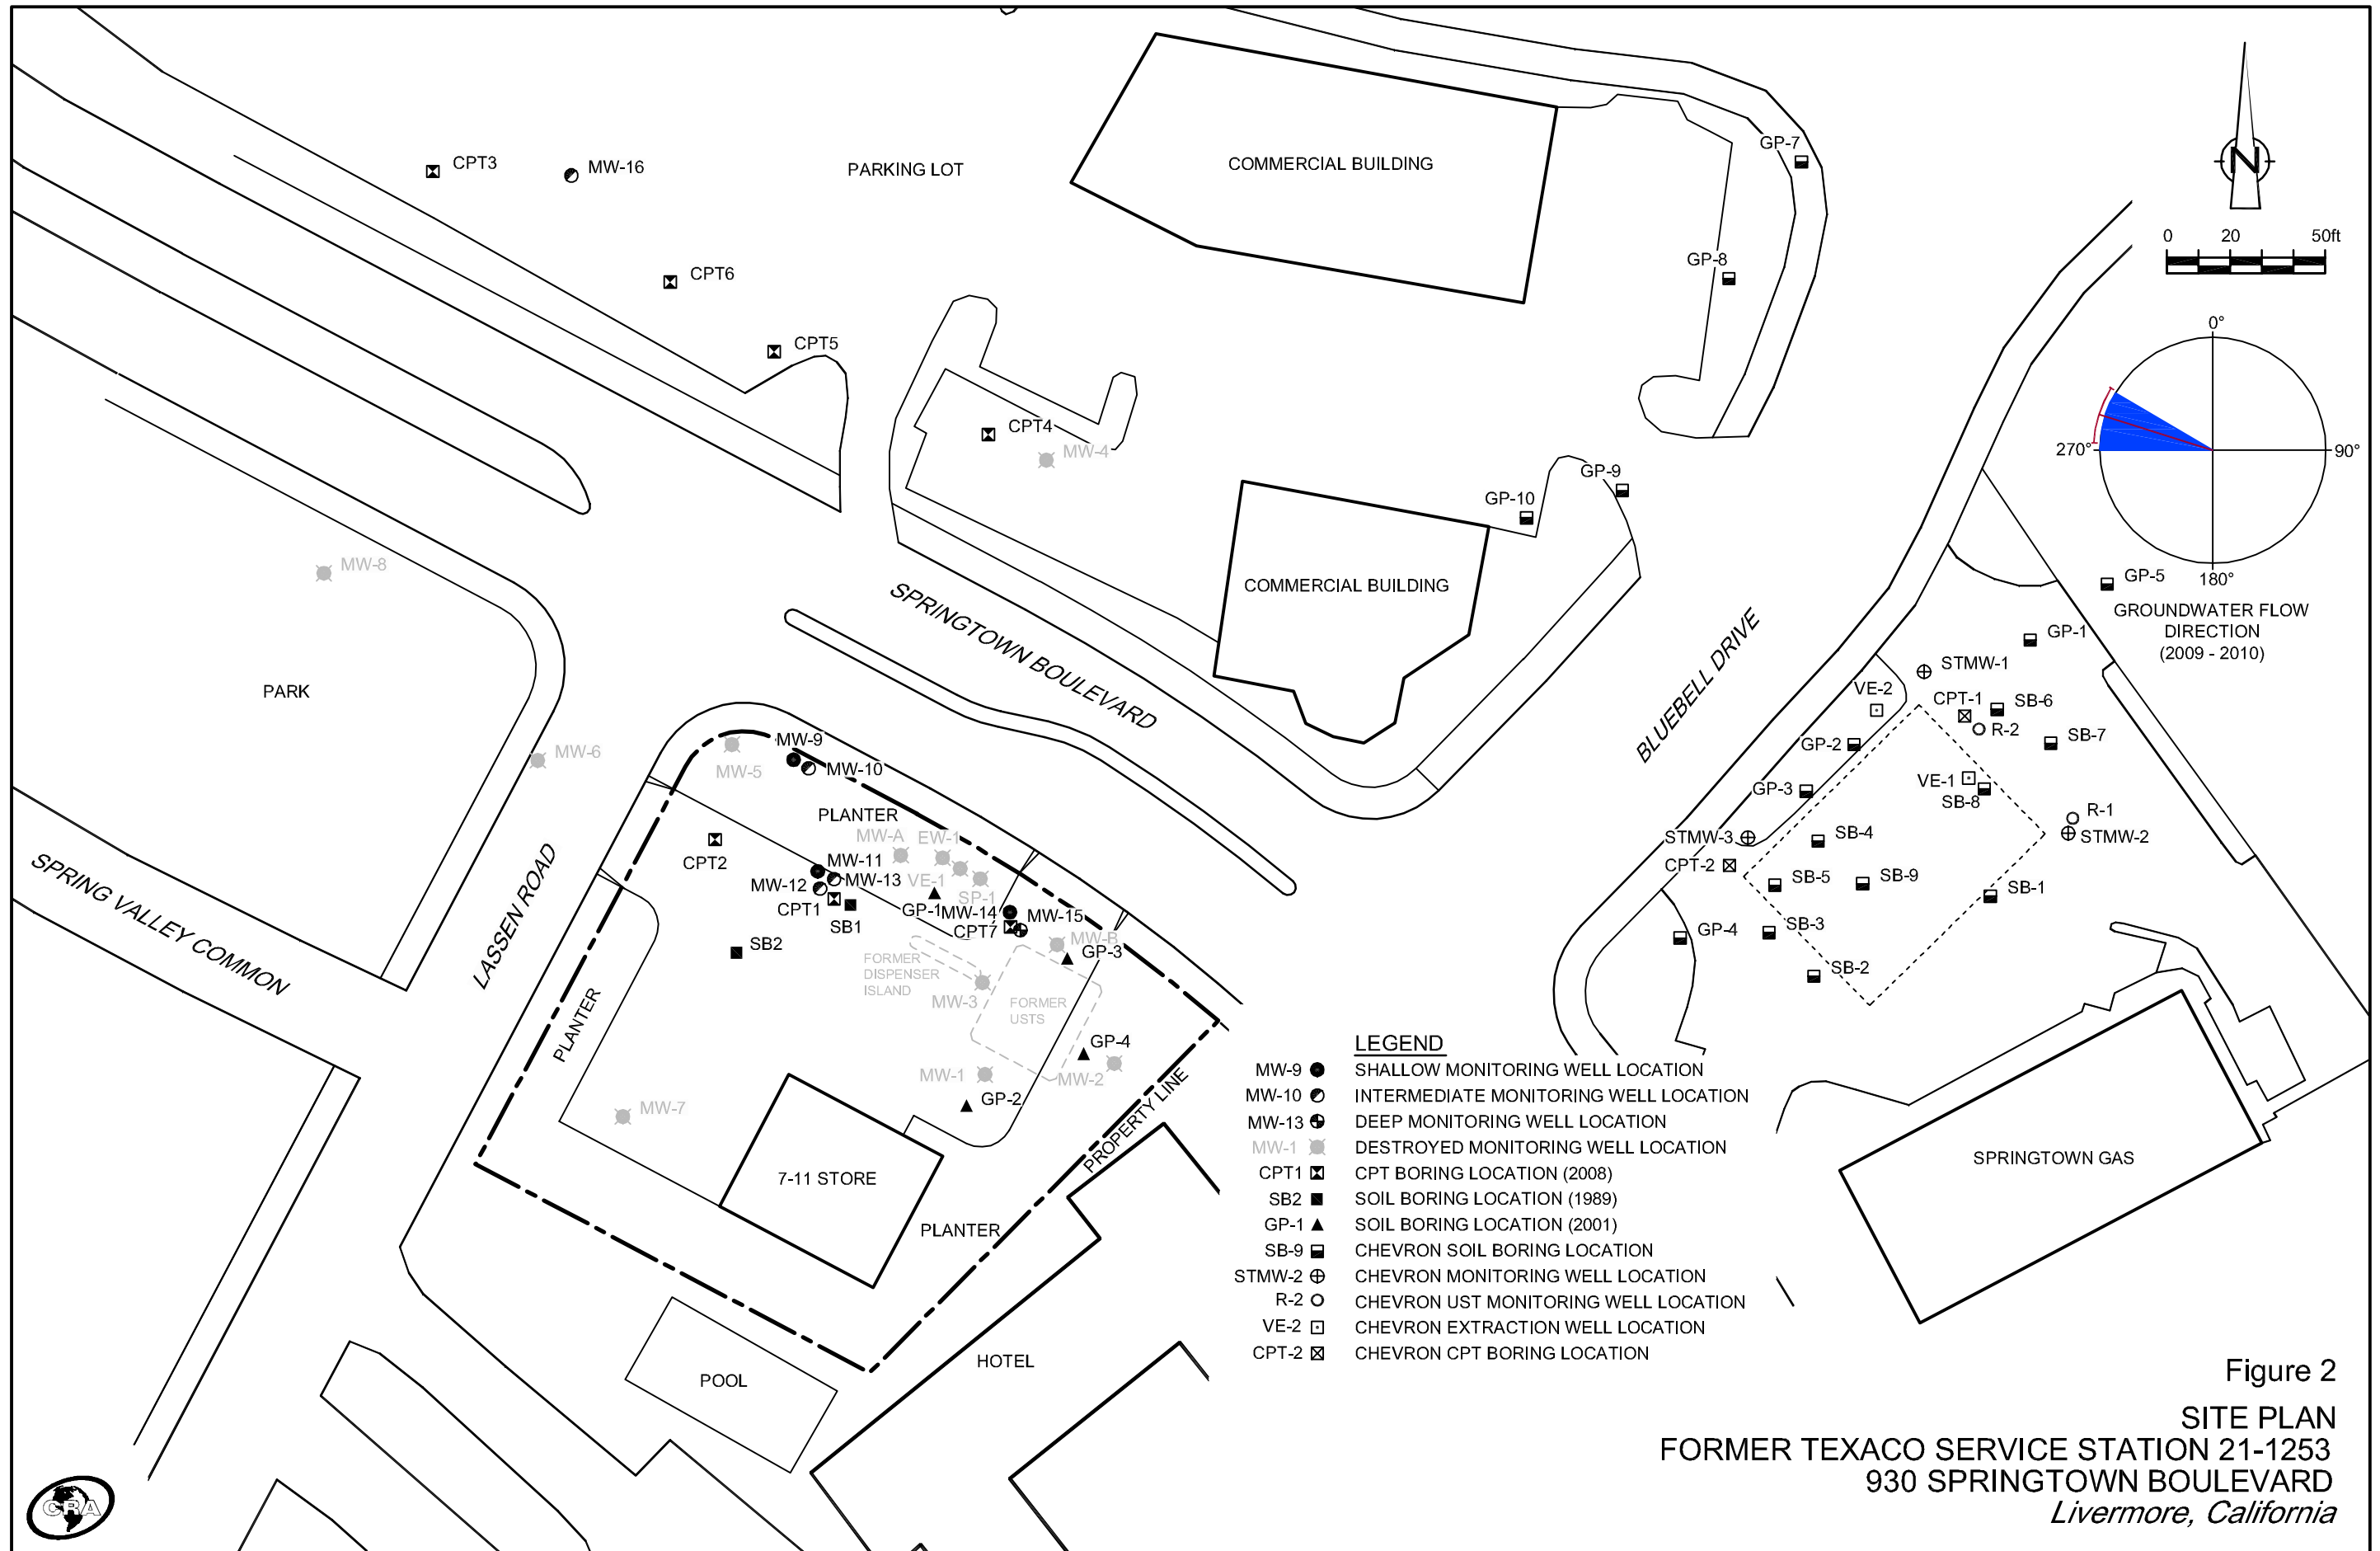 CPT3
MW-16
PARKING LOT
COMMERCIAL BUILDING
GP-7
N
0 20 50ft
CPT6
GP-8
CPT5
0°
270°
90°
180°
GROUNDWATER FLOW
DIRECTION
(2009 - 2010)
CPT4
MW-4
GP-9
GP-10
MW-8
COMMERCIAL BUILDING
SPRINGTOWN BOULEVARD
BLUEBELL DRIVE
GP-5
GP-1
STMW-1
VE-2
CPT-1
SB-6
R-2
SB-7
GP-2
VE-1
SB-8
GP-3
R-1
STMW-3
SB-4
STMW-2
CPT-2
SB-5
SB-9
SB-1
GP-4
SB-3
SB-2
PARK
MW-6
MW-5
MW-9
MW-10
PLANTER
MW-A
EW-1
CPT2
MW-11
MW-12
MW-13
VE-1
SP-1
CPT1
SB1
GP-1
MW-14
MW-15
CPT7
SB2
MW-B
GP-3
FORMER
DISPENSER
ISLAND
MW-3
FORMER
USTS
SPRING VALLEY COMMON
LASSEN ROAD
PLANTER
GP-4
MW-1
MW-2
GP-2
MW-7
PROPERTY LINE
7-11 STORE
PLANTER
HOTEL
POOL
SPRINGTOWN GAS
LEGEND
MW-9 SHALLOW MONITORING WELL LOCATION
MW-10 INTERMEDIATE MONITORING WELL LOCATION
MW-13 DEEP MONITORING WELL LOCATION
MW-1 DESTROYED MONITORING WELL LOCATION
CPT1 CPT BORING LOCATION (2008)
SB2 SOIL BORING LOCATION (1989)
GP-1 SOIL BORING LOCATION (2001)
SB-9 CHEVRON SOIL BORING LOCATION
STMW-2 CHEVRON MONITORING WELL LOCATION
R-2 CHEVRON UST MONITORING WELL LOCATION
VE-2 CHEVRON EXTRACTION WELL LOCATION
CPT-2 CHEVRON CPT BORING LOCATION
Figure 2
SITE PLAN
FORMER TEXACO SERVICE STATION 21-1253
930 SPRINGTOWN BOULEVARD
Livermore, California
CRA